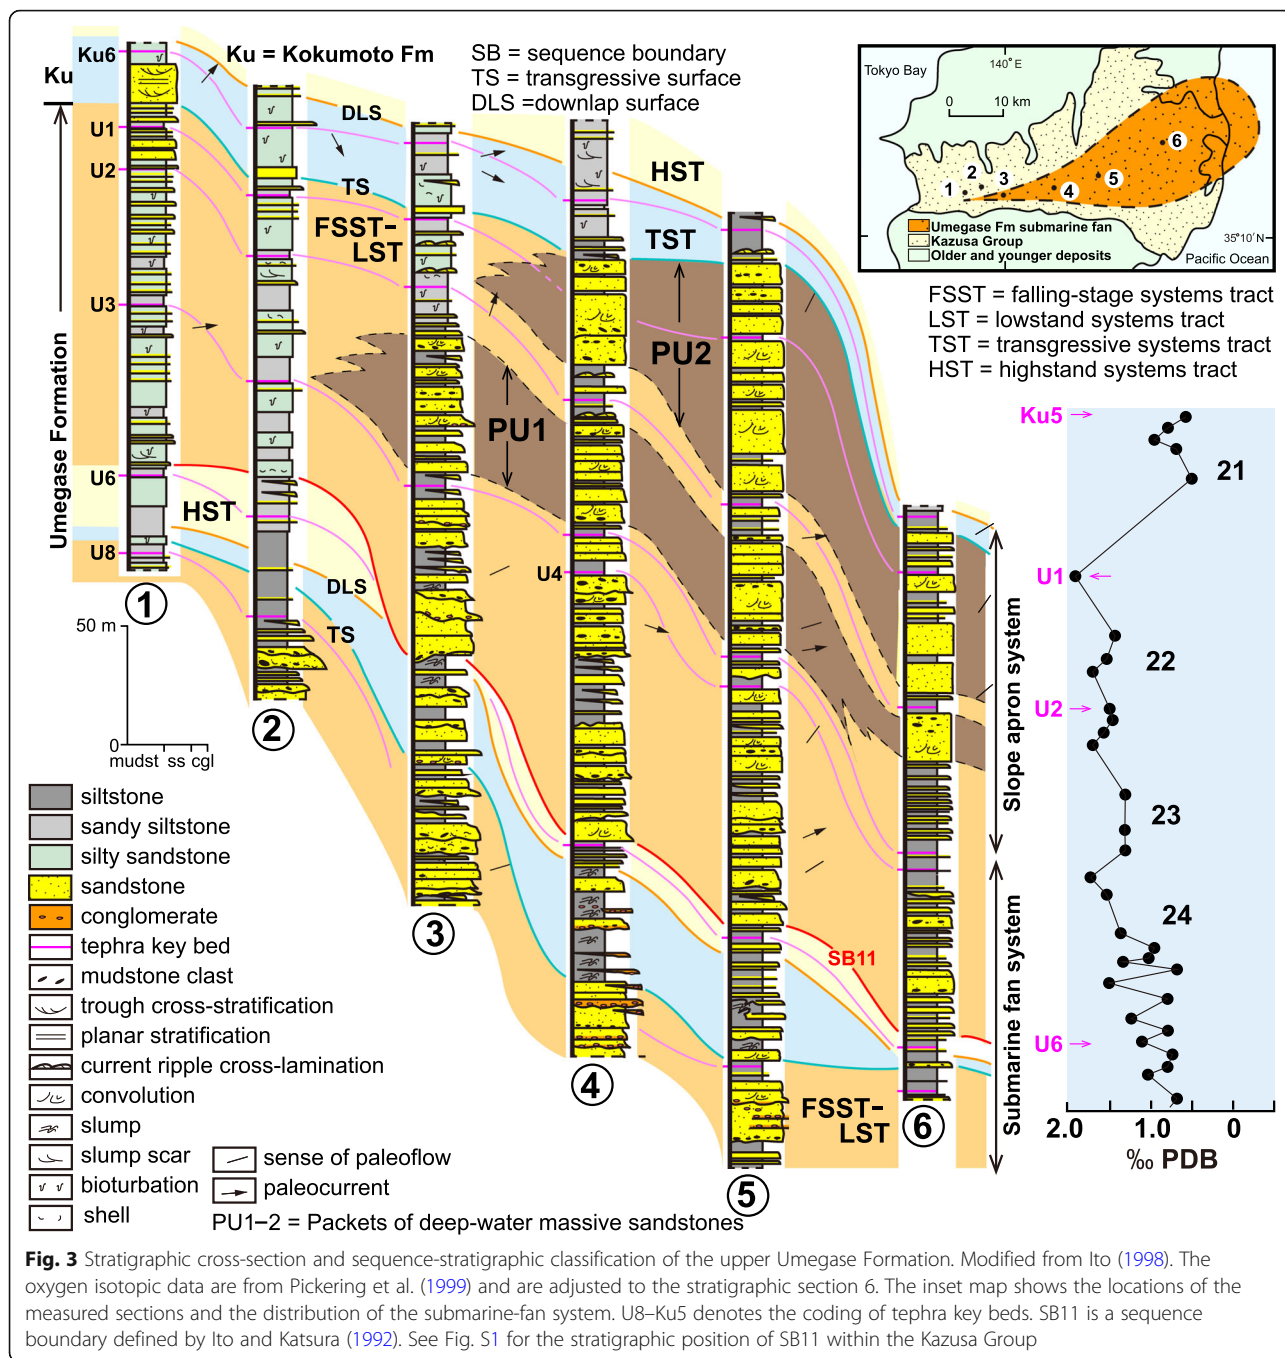 Ku = Kokumoto Fm
SB = sequence boundary
TS = transgressive surface
DLS =downlap surface
Ku6
Ku
U1
U2
U3
U6
U8
Umegase Formation
DLS
TS
FSST-
LST
HST
TST
PU2
PU1
HST
DLS
TS
U4
SB11
FSST-
LST
1
2
3
4
5
6
50 m
0
mudst ss cgl
Tokyo Bay
140° E
0 10 km
1
2
3
4
5
6
Umegase Fm submarine fan
Kazusa Group
Older and younger deposits
35°10' N
Pacific Ocean
FSST = falling-stage systems tract
LST = lowstand systems tract
TST = transgressive systems tract
HST = highstand systems tract
Slope apron system
Submarine fan system
Ku5
21
U1
22
U2
23
24
U6
2.0 1.0 0
‰ PDB
siltstone
sandy siltstone
silty sandstone
sandstone
conglomerate
tephra key bed
mudstone clast
trough cross-stratification
planar stratification
current ripple cross-lamination
convolution
slump
slump scar
bioturbation
shell
sense of paleoflow
paleocurrent
PU1–2 = Packets of deep-water massive sandstones
Fig. 3 Stratigraphic cross-section and sequence-stratigraphic classification of the upper Umegase Formation. Modified from Ito (1998). The
oxygen isotopic data are from Pickering et al. (1999) and are adjusted to the stratigraphic section 6. The inset map shows the locations of the
measured sections and the distribution of the submarine-fan system. U8–Ku5 denotes the coding of tephra key beds. SB11 is a sequence
boundary defined by Ito and Katsura (1992). See Fig. S1 for the stratigraphic position of SB11 within the Kazusa Group